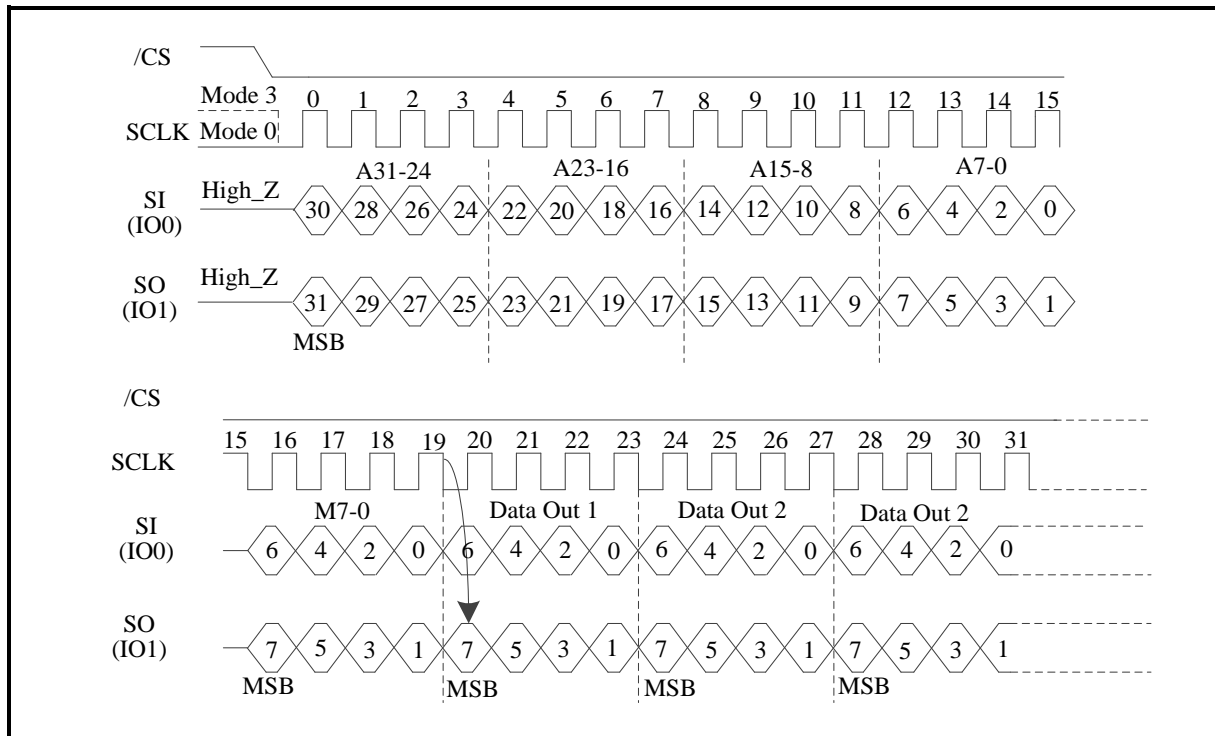 /CS
Mode 3 0 1 2 3 4 5 6 7 8 9 10 11 12 13 14 15
SCLK Mode 0
A31-24 A23-16 A15-8 A7-0
SI (IO0) High_Z 30 28 26 24 22 20 18 16 14 12 10 8 6 4 2 0
SO (IO1) High_Z 31 29 27 25 23 21 19 17 15 13 11 9 7 5 3 1
MSB
/CS
15 16 17 18 19 20 21 22 23 24 25 26 27 28 29 30 31
SCLK
M7-0 Data Out 1 Data Out 2 Data Out 2
SI (IO0) 6 4 2 0 6 4 2 0 6 4 2 0 6 4 2 0
SO (IO1) 7 5 3 1 7 5 3 1 7 5 3 1 7 5 3 1
MSB MSB MSB MSB